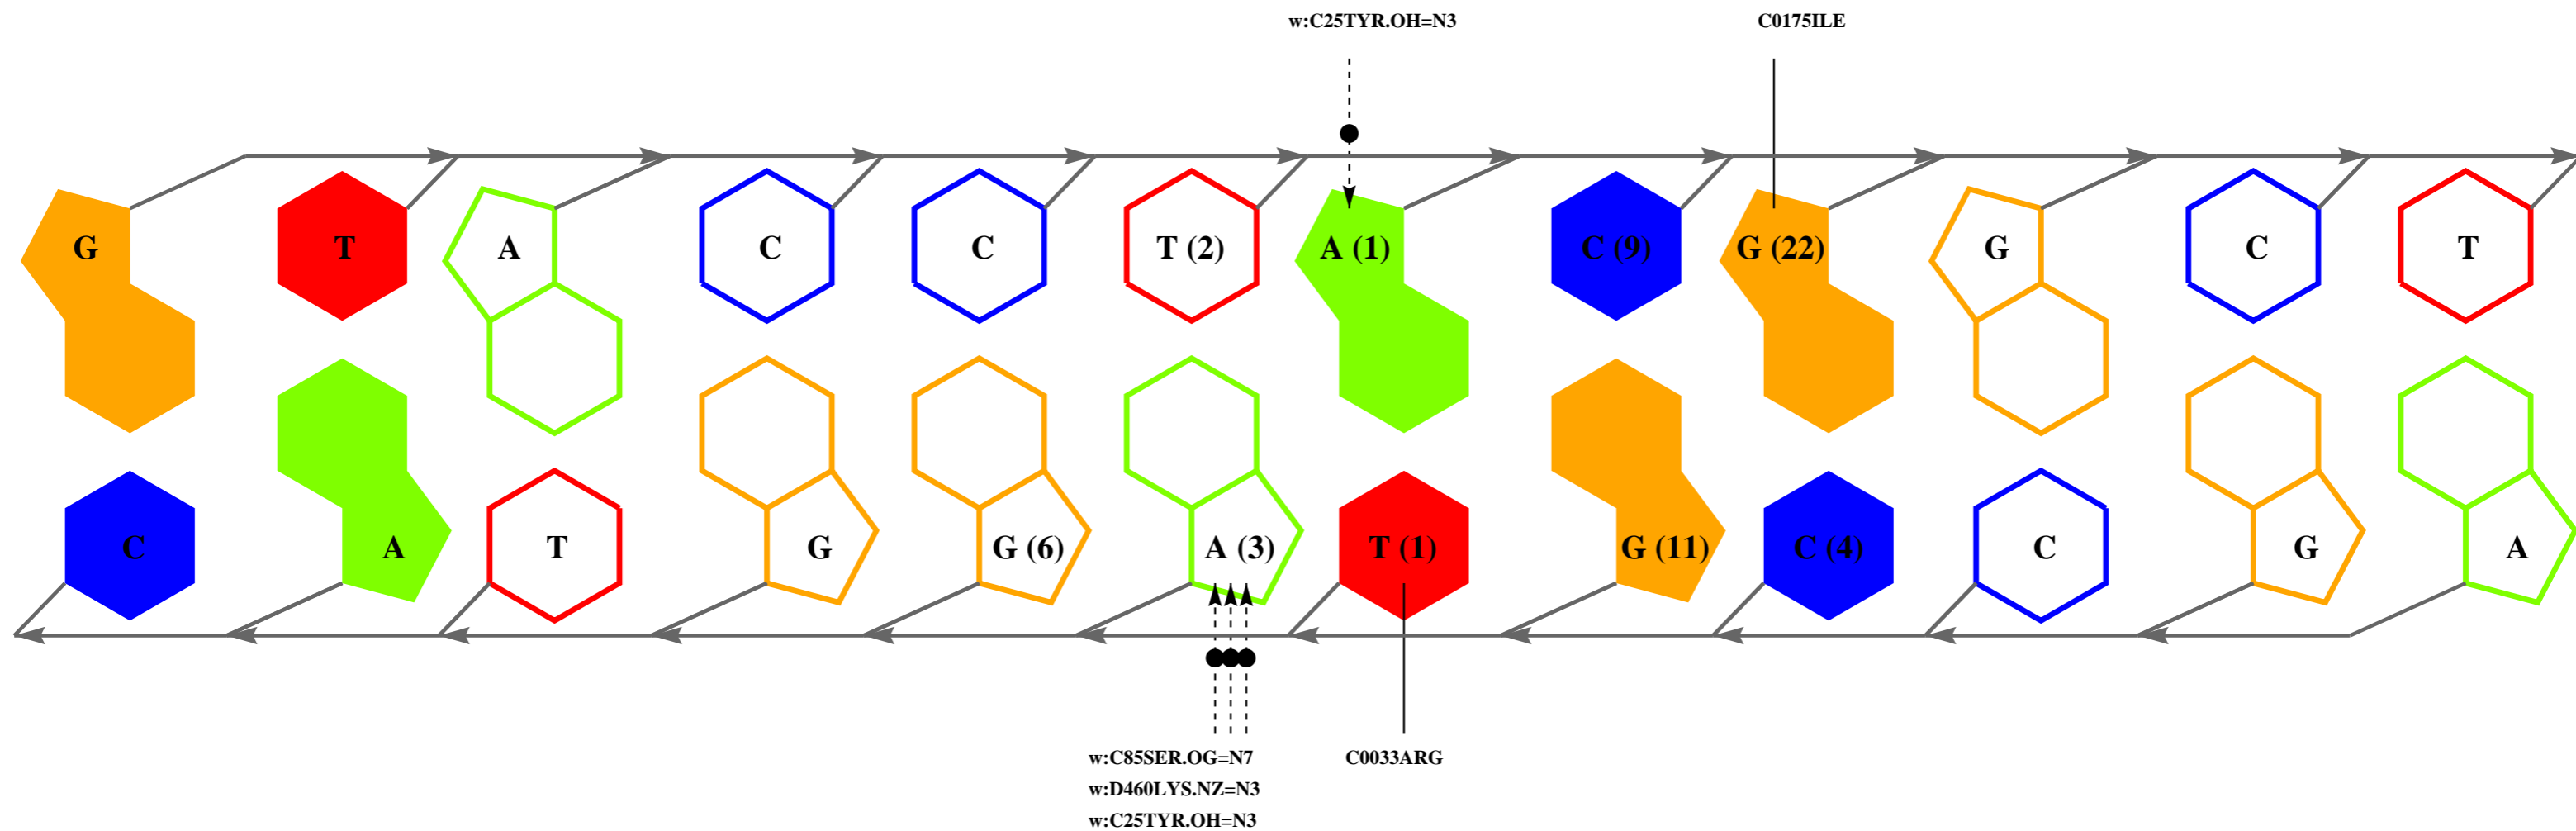 w:C25TYR.OH=N3 C0175ILE
G T A C C T (2) A (1) C (9) G (22) G C T
C A T G G (6) A (3) T (1) G (11) C (4) C G A
w:C85SER.OG=N7 C0033ARG
w:D460LYS.NZ=N3
w:C25TYR.OH=N3